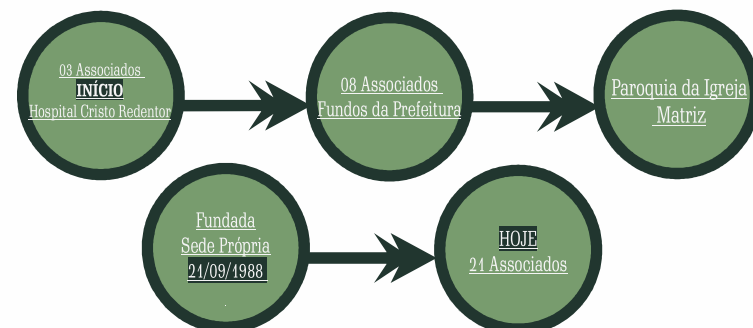 03 Associados
INÍCIO
Hospital Cristo Redentor
08 Associados
Fundos da Prefeitura
Paroquia da Igreja
Matriz
Fundada
Sede Própria
21/09/1988
.
HOJE
21 Associados